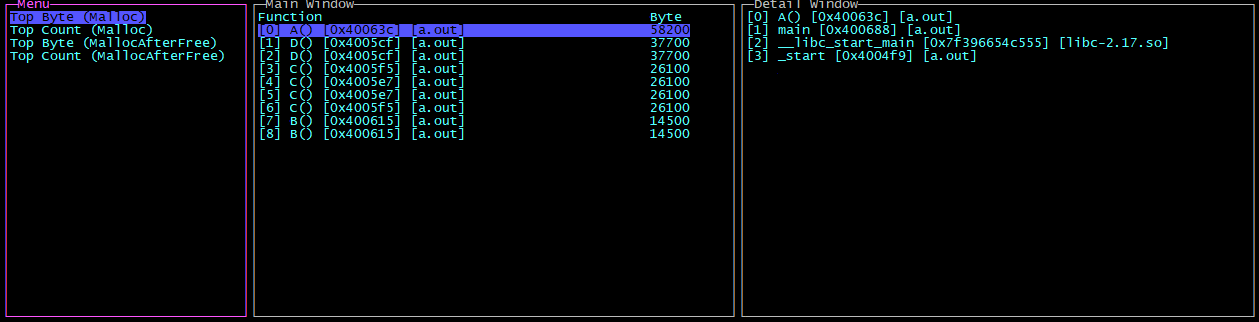 Menu
Top Byte (Malloc)
Top Count (Malloc)
Top Byte (MallocAfterFree)
Top Count (MallocAfterFree)
Main Window
Function Byte
[0] A() [0x40063c] [a.out] 58200
[1] D() [0x4005cf] [a.out] 37700
[2] D() [0x4005cf] [a.out] 37700
[3] C() [0x4005f5] [a.out] 26100
[4] C() [0x4005e7] [a.out] 26100
[5] C() [0x4005e7] [a.out] 26100
[6] C() [0x4005f5] [a.out] 26100
[7] B() [0x400615] [a.out] 14500
[8] B() [0x400615] [a.out] 14500
Detail Window
[0] A() [0x40063c] [a.out]
[1] main [0x400688] [a.out]
[2] __libc_start_main [0x7f396654c555] [libc-2.17.so]
[3] _start [0x4004f9] [a.out]